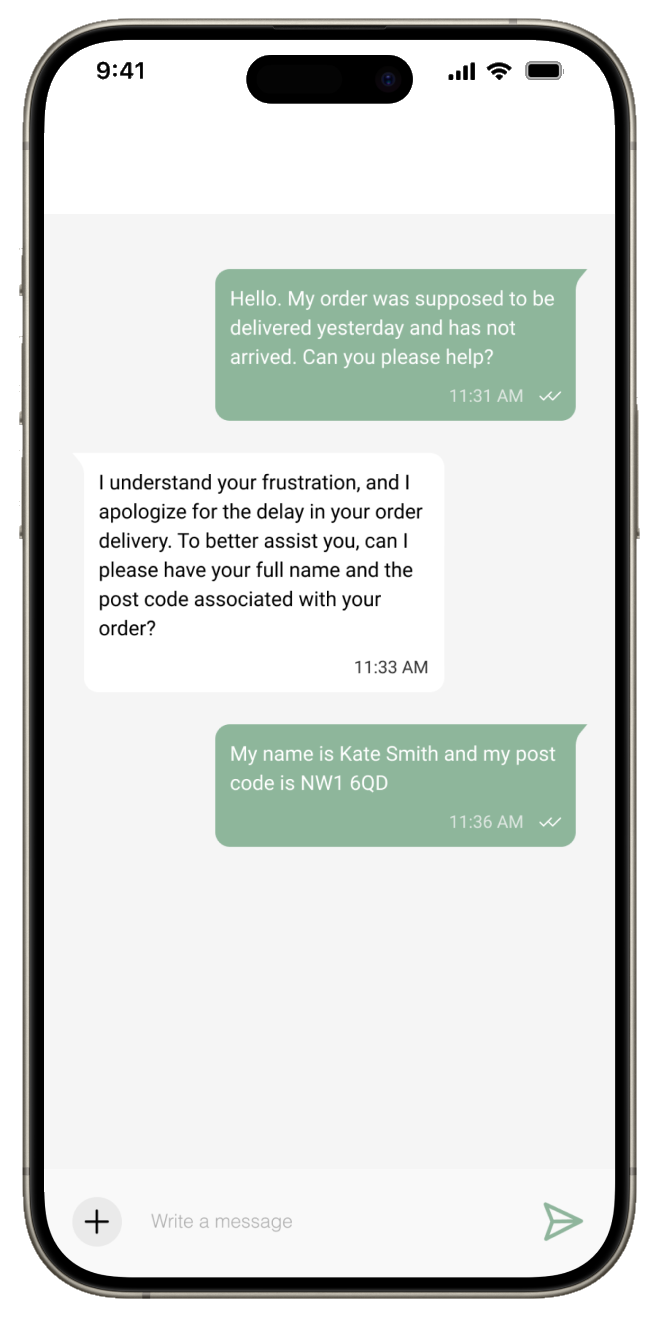 9:41
Hello. My order was supposed to be
delivered yesterday and has not
arrived. Can you please help?
11:31 AM
I understand your frustration, and I
apologize for the delay in your order
delivery. To better assist you, can I
please have your full name and the
post code associated with your
order?
11:33 AM
My name is Kate Smith and my post
code is NW1 6QD
11:36 AM
Write a message